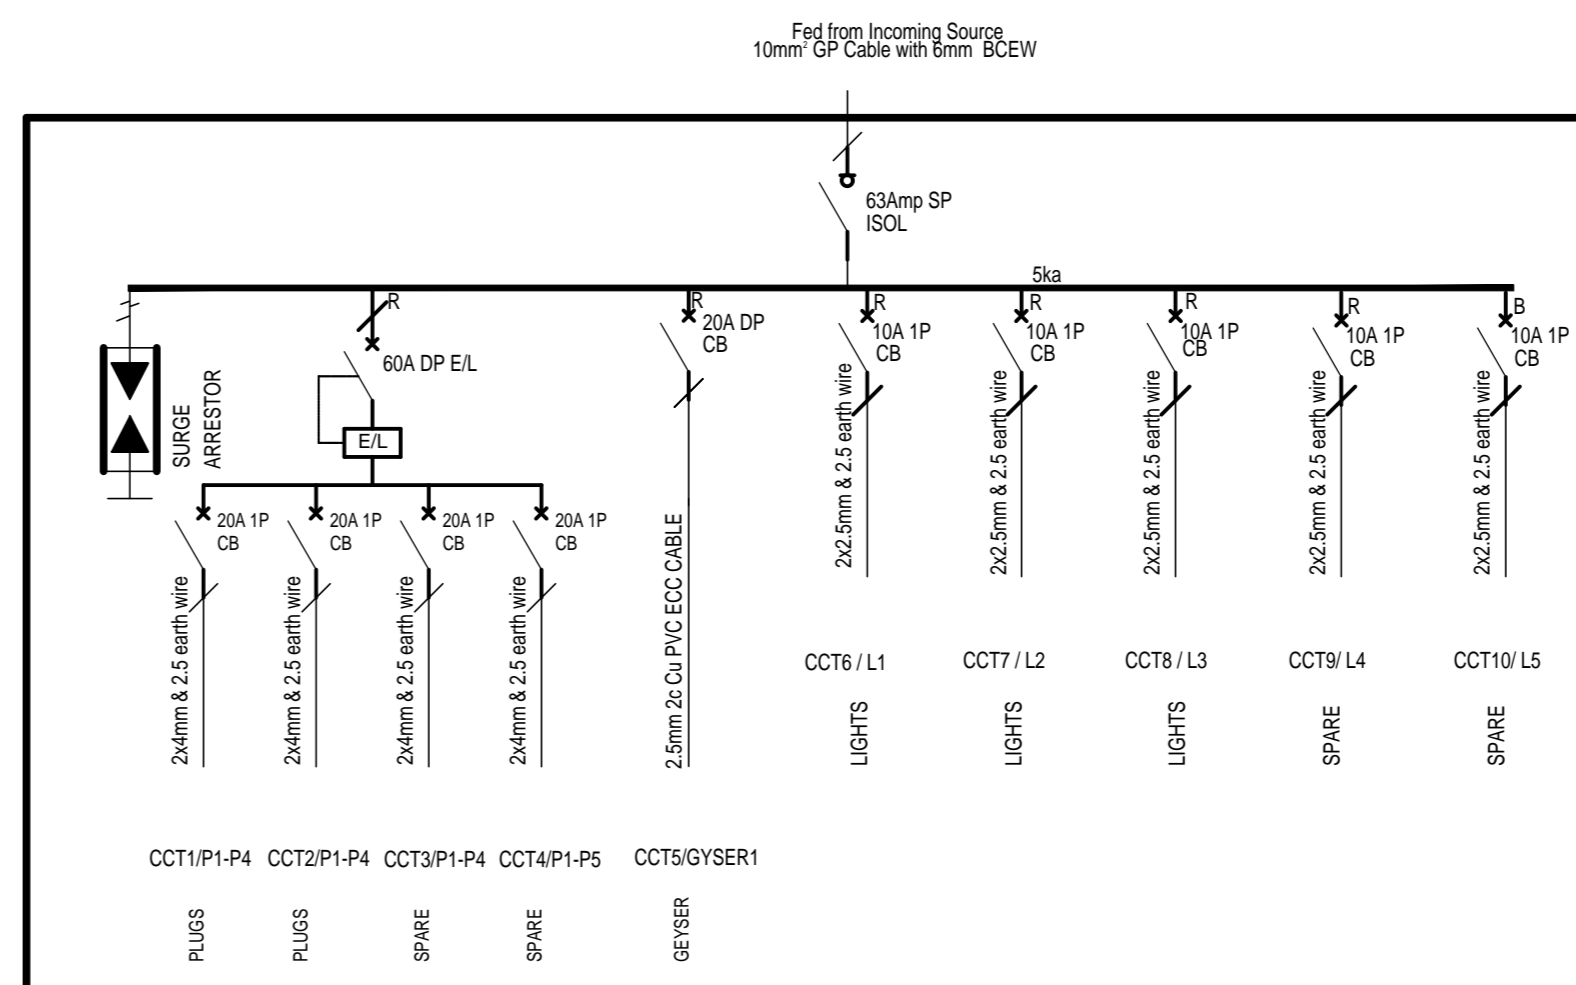 Fed from Incoming Source
10mm² GP Cable with 6mm BCEW
63Amp SP
ISOL
5ka
R
R
R
R
R
R
B
SURGE
ARRESTOR
60A DP E/L
E/L
20A DP
CB
10A 1P
CB
10A 1P
CB
10A 1P
CB
10A 1P
CB
10A 1P
CB
20A 1P
CB
20A 1P
CB
20A 1P
CB
20A 1P
CB
2x4mm & 2.5 earth wire
2x4mm & 2.5 earth wire
2x4mm & 2.5 earth wire
2x4mm & 2.5 earth wire
2.5mm 2c Cu PVC ECC CABLE
2x2.5mm & 2.5 earth wire
2x2.5mm & 2.5 earth wire
2x2.5mm & 2.5 earth wire
2x2.5mm & 2.5 earth wire
2x2.5mm & 2.5 earth wire
CCT6 / L1
CCT7 / L2
CCT8 / L3
CCT9/ L4
CCT10/ L5
LIGHTS
LIGHTS
LIGHTS
SPARE
SPARE
CCT1/P1-P4
CCT2/P1-P4
CCT3/P1-P4
CCT4/P1-P5
CCT5/GYSER1
PLUGS
PLUGS
SPARE
SPARE
GEYSER